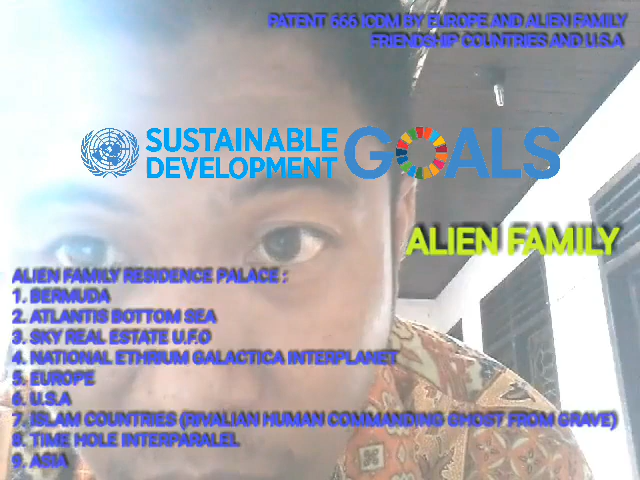 PATENT 666 ICDM BY EUROPE AND ALIEN FAMILY
FRIENDSHIP COUNTRIES AND U.S.A
SUSTAINABLE
DEVELOPMENT
GOALS
ALIEN FAMILY
ALIEN FAMILY RESIDENCE PALACE :
1. BERMUDA
2. ATLANTIS BOTTOM SEA
3. SKY REAL ESTATE U.F.O
4. NATIONAL ETHRIUM GALACTICA INTERPLANET
5. EUROPE
6. U.S.A
7. ISLAM COUNTRIES (RIVALIAN HUMAN COMMANDING GHOST FROM GRAVE)
8. TIME HOLE INTERPARALEL
9. ASIA